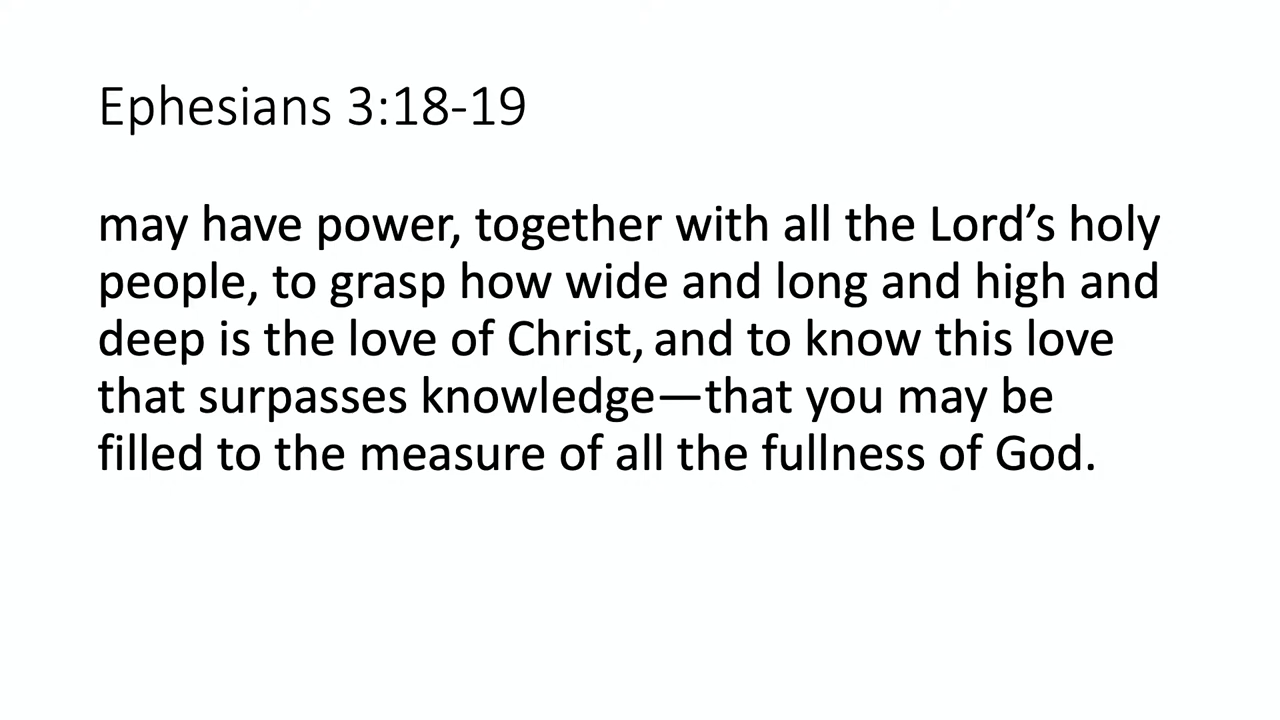 Ephesians 3:18-19
may have power, together with all the Lord’s holy
people, to grasp how wide and long and high and
deep is the love of Christ, and to know this love
that surpasses knowledge—that you may be
filled to the measure of all the fullness of God.